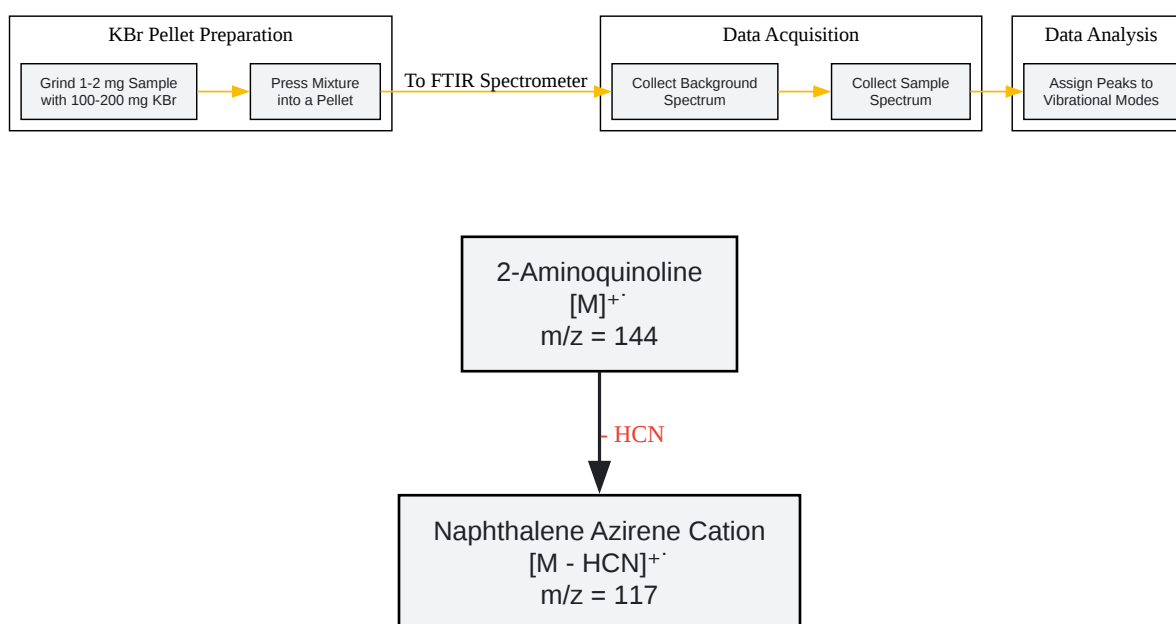 KBr Pellet Preparation
Grind 1-2 mg Sample
with 100-200 mg KBr
Press Mixture
into a Pellet
To FTIR Spectrometer
Data Acquisition
Collect Background
Spectrum
Collect Sample
Spectrum
Data Analysis
Assign Peaks to
Vibrational Modes
2-Aminoquinoline
[M]⁺˙
m/z = 144
- HCN
Naphthalene Azirene Cation
[M - HCN]⁺˙
m/z = 117